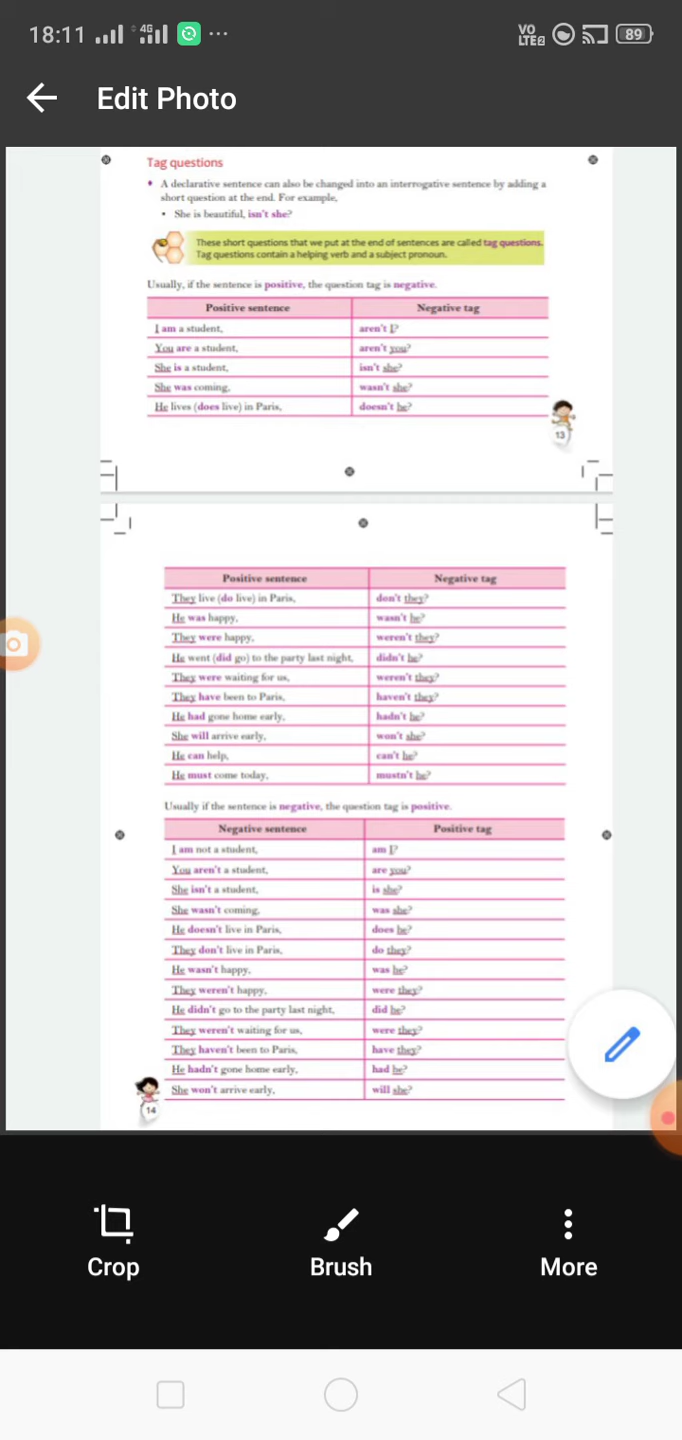 18:11 4G ... VO LTE2 89
Edit Photo
Tag questions
• A declarative sentence can also be changed into an interrogative sentence by adding a
short question at the end. For example,
• She is beautiful, isn't she?
These short questions that we put at the end of sentences are called tag questions.
Tag questions contain a helping verb and a subject pronoun.
Usually, if the sentence is positive, the question tag is negative.
Positive sentence Negative tag
I am a student, aren't I?
You are a student, aren't you?
She is a student, isn't she?
She was coming, wasn't she?
He lives (does live) in Paris, doesn't he?
13
Positive sentence Negative tag
They live (do live) in Paris, don't they?
He was happy, wasn't he?
They were happy, weren't they?
He went (did go) to the party last night, didn't he?
They were waiting for us, weren't they?
They have been to Paris, haven't they?
He had gone home early, hadn't he?
She will arrive early, won't she?
He can help, can't he?
He must come today, mustn't he?
Usually if the sentence is negative, the question tag is positive.
Negative sentence Positive tag
I am not a student, am I?
You aren't a student, are you?
She isn't a student, is she?
She wasn't coming, was she?
He doesn't live in Paris, does he?
They don't live in Paris, do they?
He wasn't happy, was he?
They weren't happy, were they?
He didn't go to the party last night, did he?
They weren't waiting for us, were they?
They haven't been to Paris, have they?
He hadn't gone home early, had he?
She won't arrive early, will she?
14
Crop Brush More